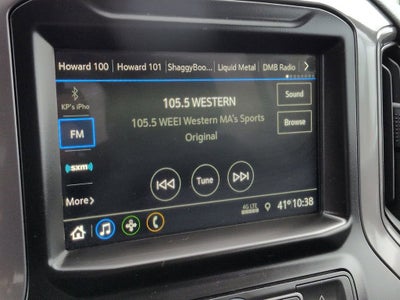 Howard 100 Howard 101 ShaggyBoo... Liquid Metal DMB Radio
KP's iPho
105.5 WESTERN
Sound
105.5 WEEI Western MA's Sports
Browse
FM
Original
sxm
Tune
More
4G LTE 41° 10:38